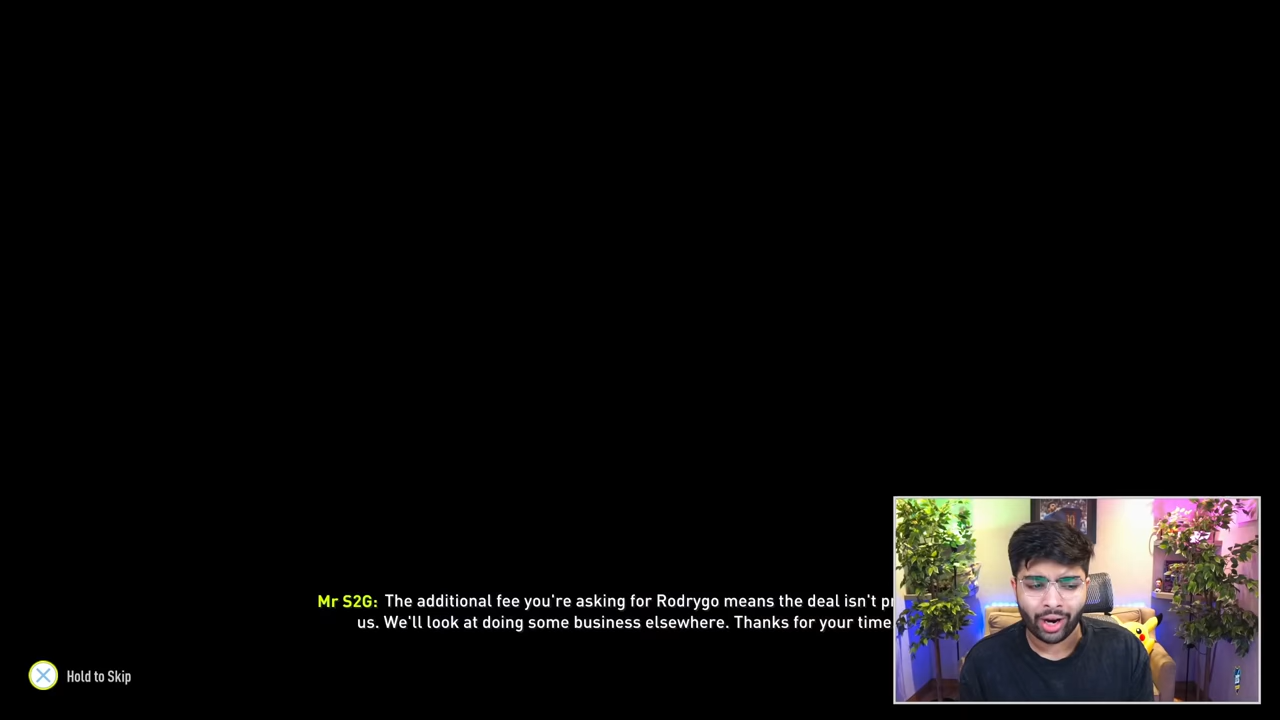 Mr S2G: The additional fee you're asking for Rodrygo means the deal isn't
us. We'll look at doing some business elsewhere. Thanks for your time
Hold to Skip